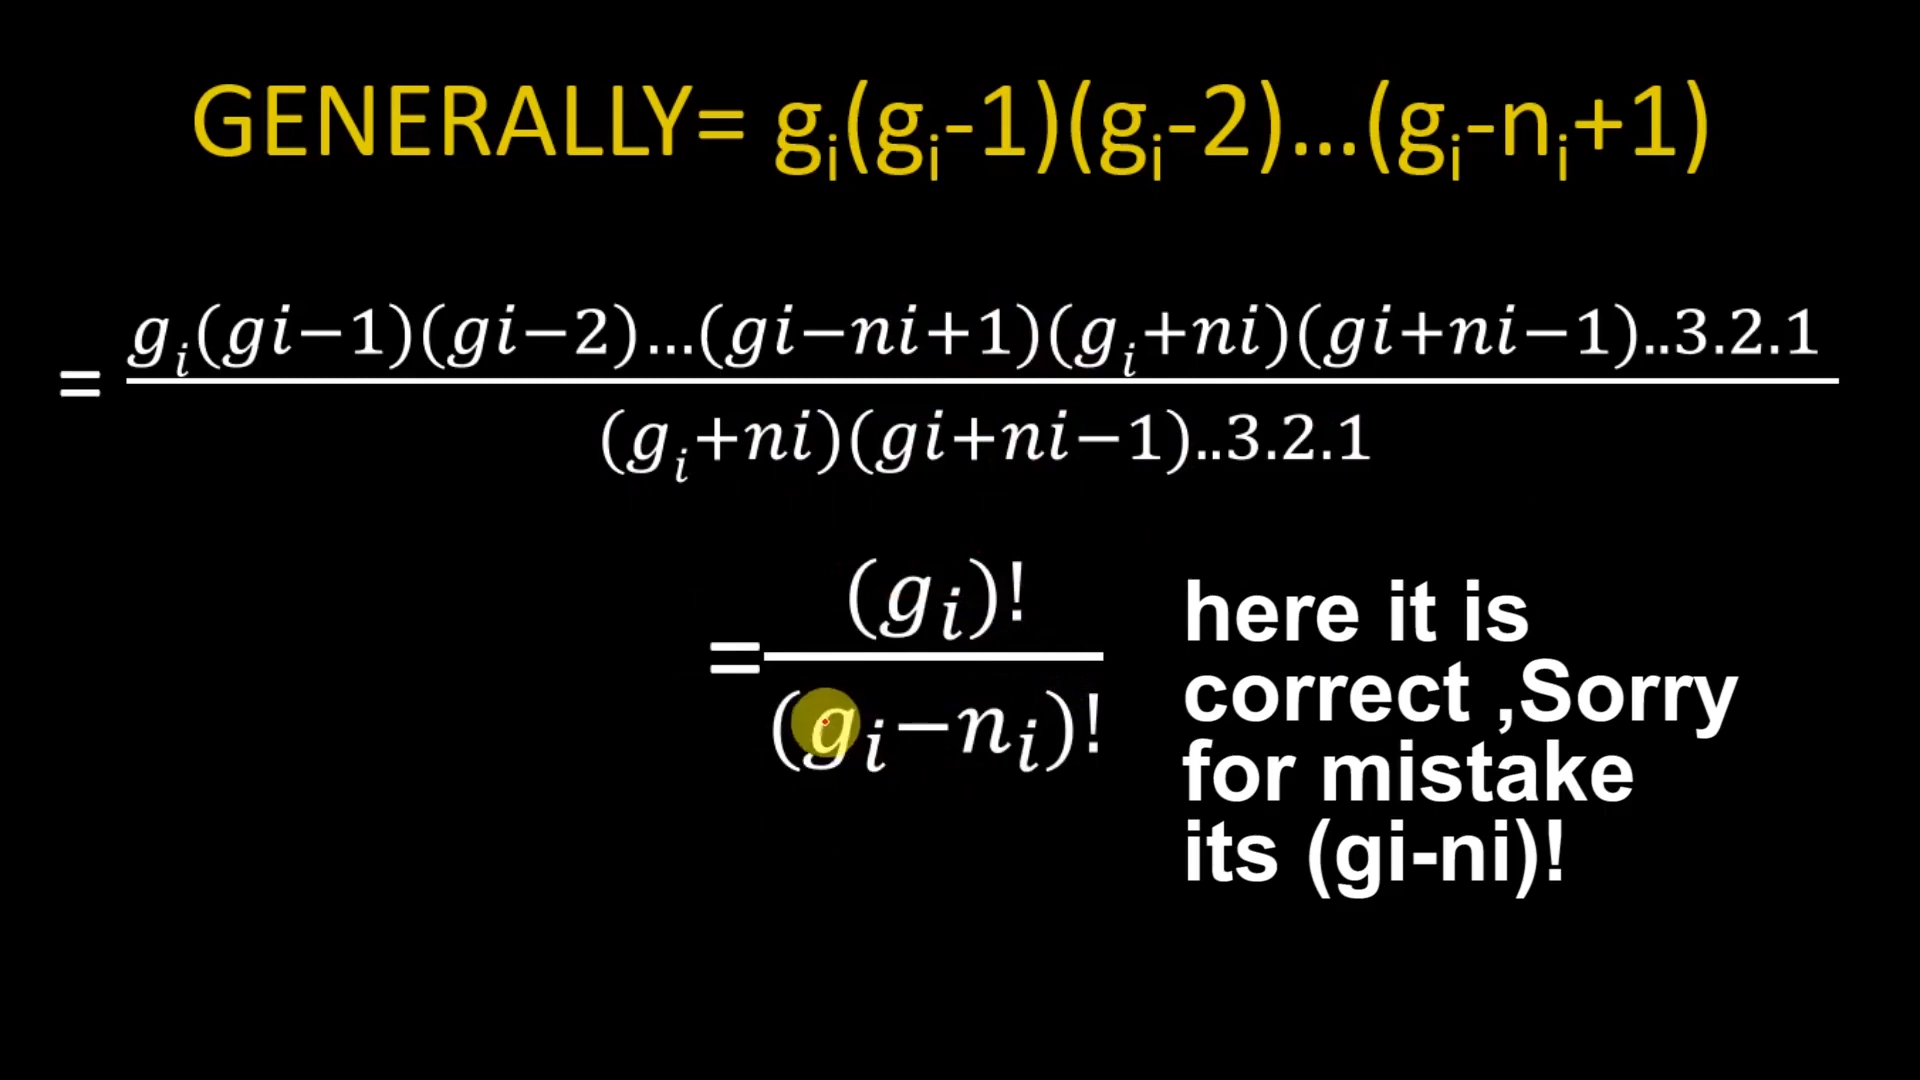 GENERALLY= gᵢ(gᵢ-1)(gᵢ-2)...(gᵢ-nᵢ+1)
= gᵢ(gi−1)(gi−2)...(gi−ni+1)(gᵢ+ni)(gi+ni−1)..3.2.1
(gᵢ+ni)(gi+ni−1)..3.2.1
= (gᵢ)!
(gᵢ−nᵢ)!
here it is
correct ,Sorry
for mistake
its (gi-ni)!